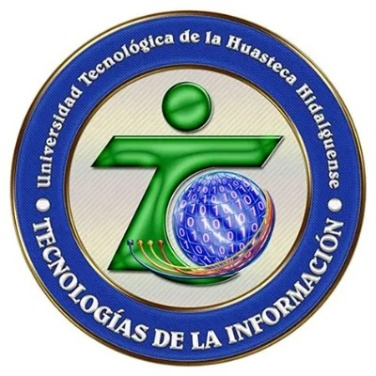 Universidad Tecnológica de la Huasteca Hidalguense
TECNOLOGÍAS DE LA INFORMACIÓN